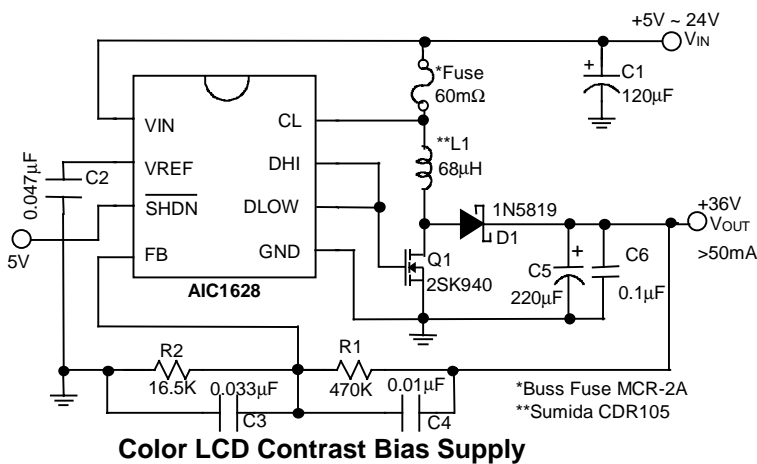 +5V ~ 24V
VIN
*Fuse
60mΩ
+
C1
120µF
VIN
CL
**L1
68µH
0.047µF
C2
VREF
DHI
SHDN
DLOW
1N5819
D1
+36V
VOUT
>50mA
5V
FB
GND
Q1
2SK940
+
C5
220µF
C6
0.1µF
AIC1628
R2
16.5K
0.033µF
C3
R1
470K
0.01µF
C4
*Buss Fuse MCR-2A
**Sumida CDR105
Color LCD Contrast Bias Supply